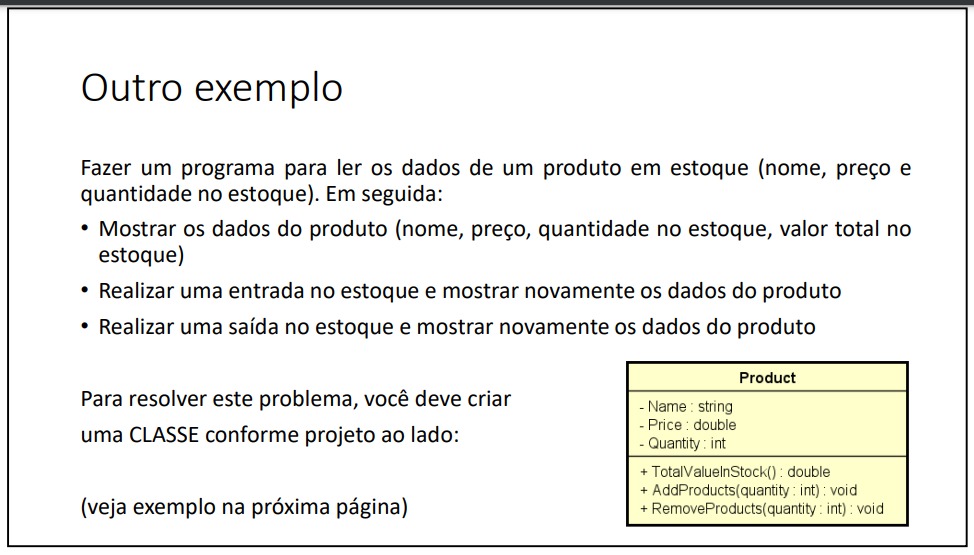 Outro exemplo
Fazer um programa para ler os dados de um produto em estoque (nome, preço e
quantidade no estoque). Em seguida:
• Mostrar os dados do produto (nome, preço, quantidade no estoque, valor total no
estoque)
• Realizar uma entrada no estoque e mostrar novamente os dados do produto
• Realizar uma saída no estoque e mostrar novamente os dados do produto
Para resolver este problema, você deve criar
uma CLASSE conforme projeto ao lado:
(veja exemplo na próxima página)
Product
- Name : string
- Price : double
- Quantity : int
+ TotalValueInStock() : double
+ AddProducts(quantity : int) : void
+ RemoveProducts(quantity : int) : void